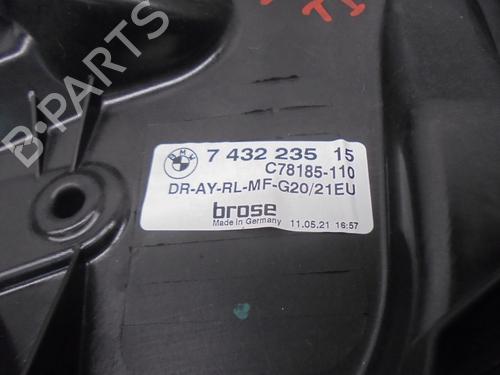 B-PARTS
BMW
7 432 235 15
C78185-110
DR-AY-RL-MF-G20/21EU
brose
Made in Germany 11.05.21 16:57